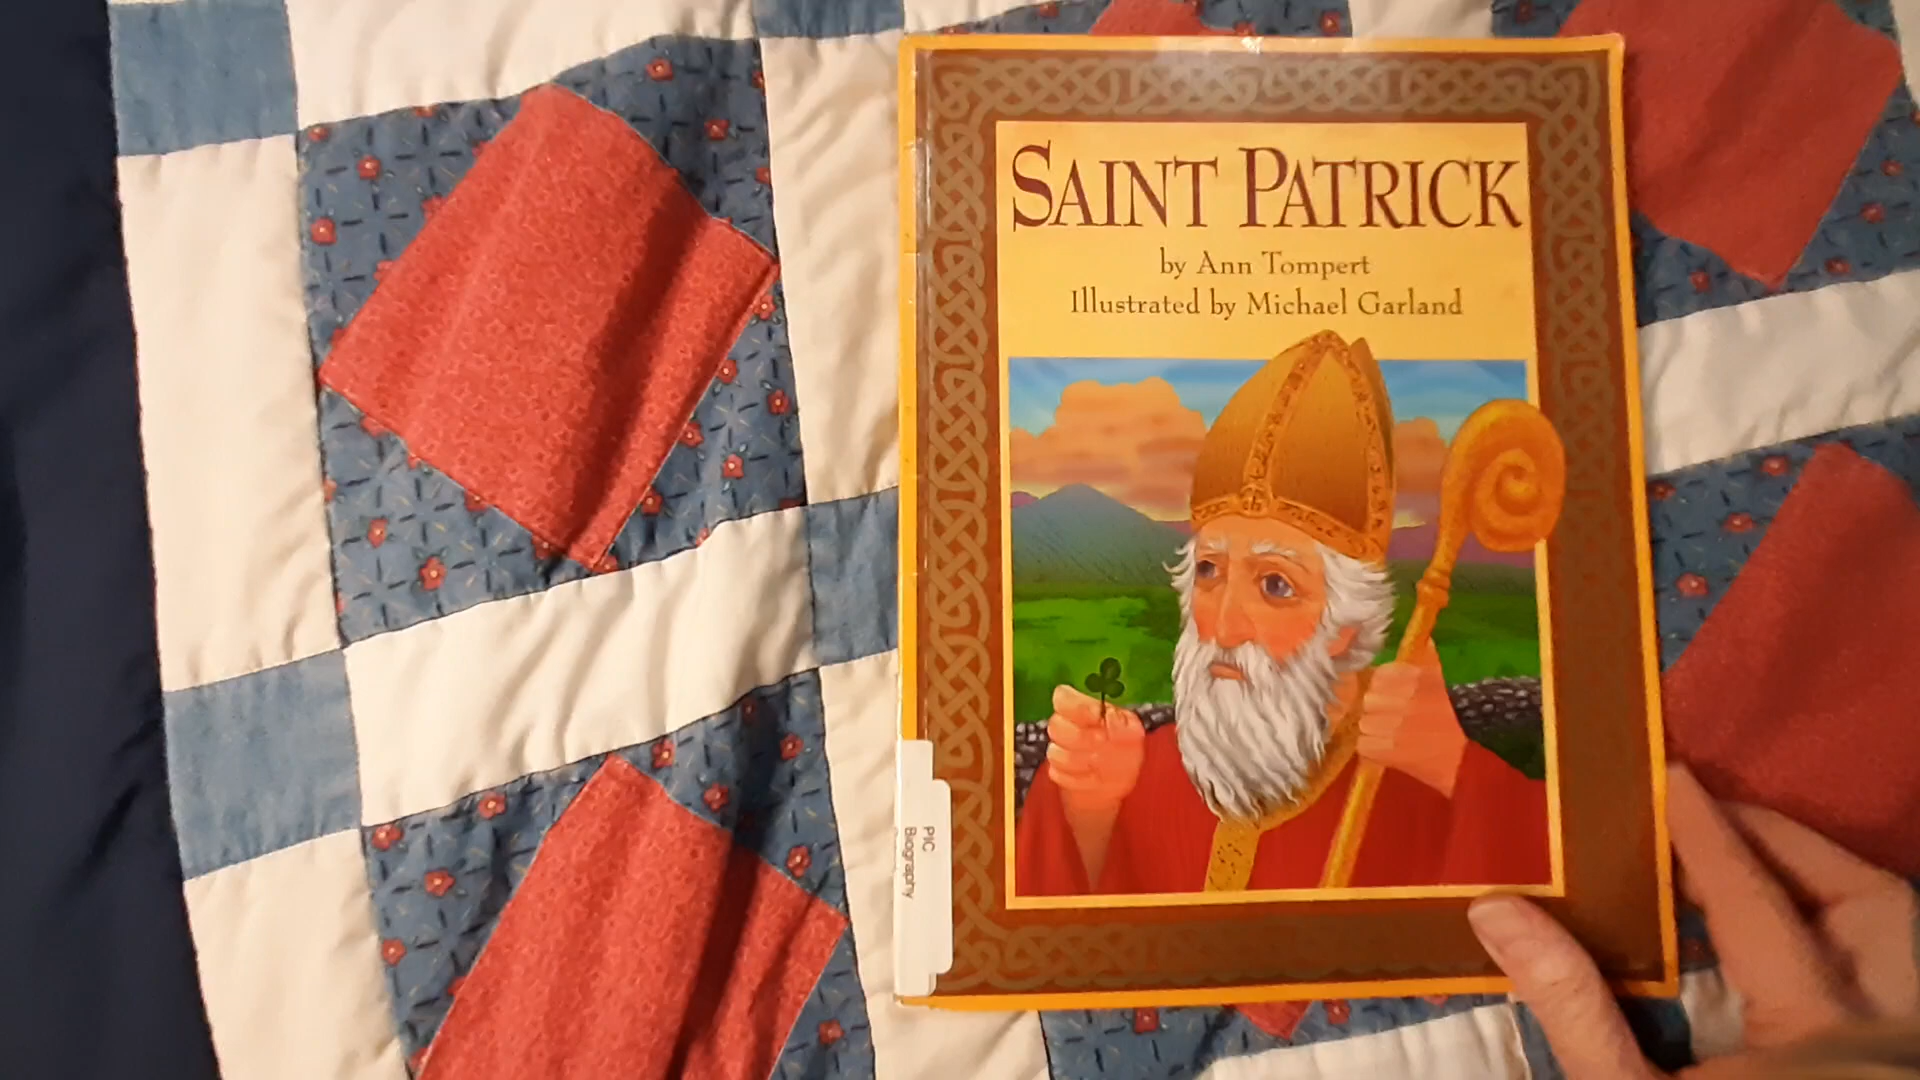 SAINT PATRICK
by Ann Tompert
Illustrated by Michael Garland
PIC
Biography